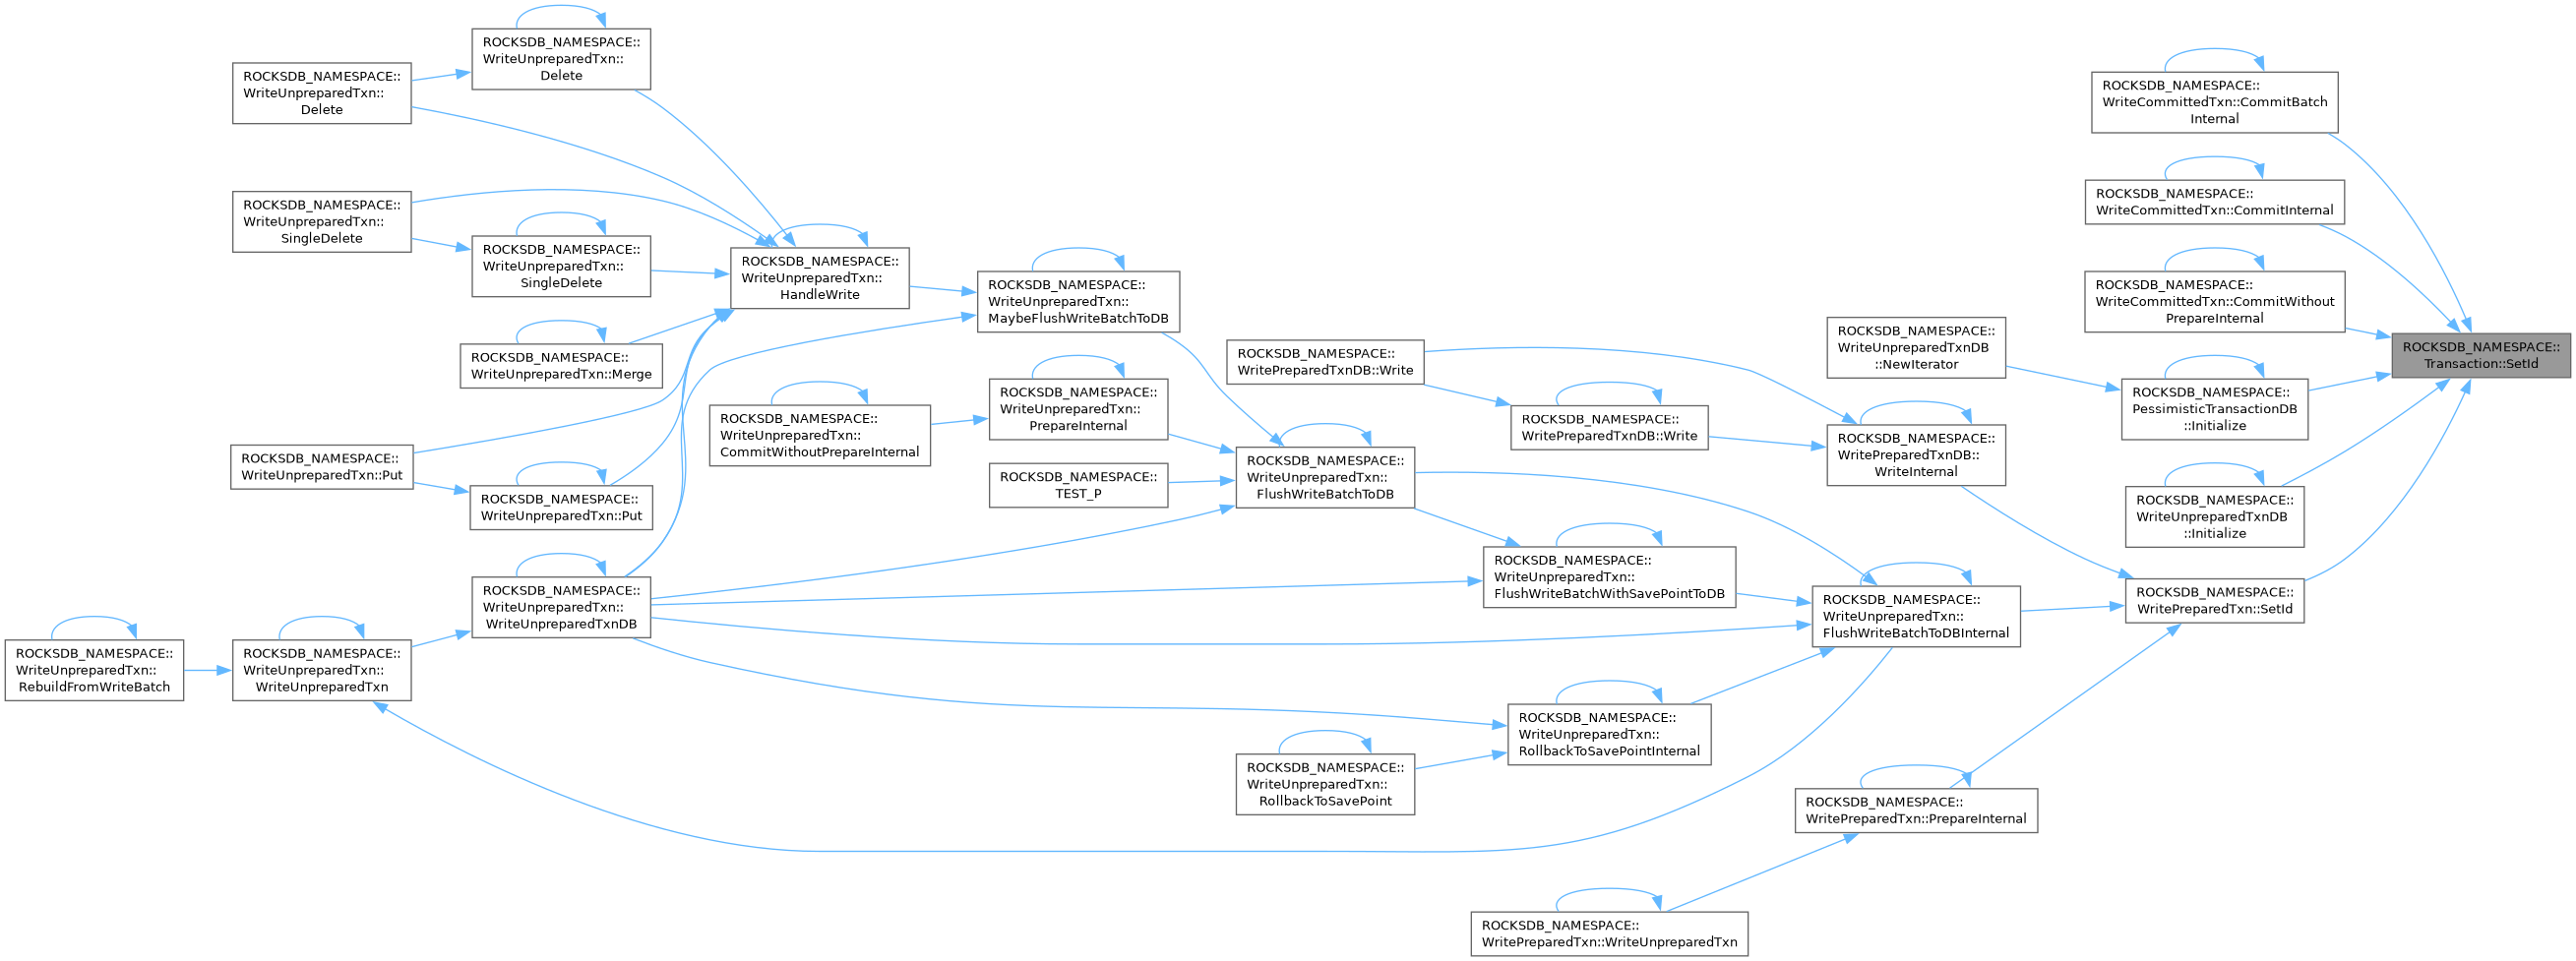 ROCKSDB_NAMESPACE::
WriteUnpreparedTxn::
Delete
ROCKSDB_NAMESPACE::
WriteUnpreparedTxn::
Delete
ROCKSDB_NAMESPACE::
WriteUnpreparedTxn::
SingleDelete
ROCKSDB_NAMESPACE::
WriteUnpreparedTxn::
SingleDelete
ROCKSDB_NAMESPACE::
WriteUnpreparedTxn::Merge
ROCKSDB_NAMESPACE::
WriteUnpreparedTxn::Put
ROCKSDB_NAMESPACE::
WriteUnpreparedTxn::Put
ROCKSDB_NAMESPACE::
WriteUnpreparedTxn::
WriteUnpreparedTxnDB
ROCKSDB_NAMESPACE::
WriteUnpreparedTxn::
WriteUnpreparedTxn
ROCKSDB_NAMESPACE::
WriteUnpreparedTxn::
RebuildFromWriteBatch
ROCKSDB_NAMESPACE::
WriteUnpreparedTxn::
HandleWrite
ROCKSDB_NAMESPACE::
WriteUnpreparedTxn::
CommitWithoutPrepareInternal
ROCKSDB_NAMESPACE::
WriteUnpreparedTxn::
MaybeFlushWriteBatchToDB
ROCKSDB_NAMESPACE::
WriteUnpreparedTxn::
PrepareInternal
ROCKSDB_NAMESPACE::
TEST_P
ROCKSDB_NAMESPACE::
WritePreparedTxnDB::Write
ROCKSDB_NAMESPACE::
WriteUnpreparedTxn::
FlushWriteBatchToDB
ROCKSDB_NAMESPACE::
WriteUnpreparedTxn::
RollbackToSavePoint
ROCKSDB_NAMESPACE::
WritePreparedTxnDB::Write
ROCKSDB_NAMESPACE::
WriteUnpreparedTxn::
FlushWriteBatchWithSavePointToDB
ROCKSDB_NAMESPACE::
WriteUnpreparedTxn::
RollbackToSavePointInternal
ROCKSDB_NAMESPACE::
WritePreparedTxn::WriteUnpreparedTxn
ROCKSDB_NAMESPACE::
WriteUnpreparedTxnDB
::NewIterator
ROCKSDB_NAMESPACE::
WritePreparedTxnDB::
WriteInternal
ROCKSDB_NAMESPACE::
WriteUnpreparedTxn::
FlushWriteBatchToDBInternal
ROCKSDB_NAMESPACE::
WritePreparedTxn::PrepareInternal
ROCKSDB_NAMESPACE::
WriteCommittedTxn::CommitBatch
Internal
ROCKSDB_NAMESPACE::
WriteCommittedTxn::CommitInternal
ROCKSDB_NAMESPACE::
WriteCommittedTxn::CommitWithout
PrepareInternal
ROCKSDB_NAMESPACE::
PessimisticTransactionDB
::Initialize
ROCKSDB_NAMESPACE::
WriteUnpreparedTxnDB
::Initialize
ROCKSDB_NAMESPACE::
WritePreparedTxn::SetId
ROCKSDB_NAMESPACE::
Transaction::SetId